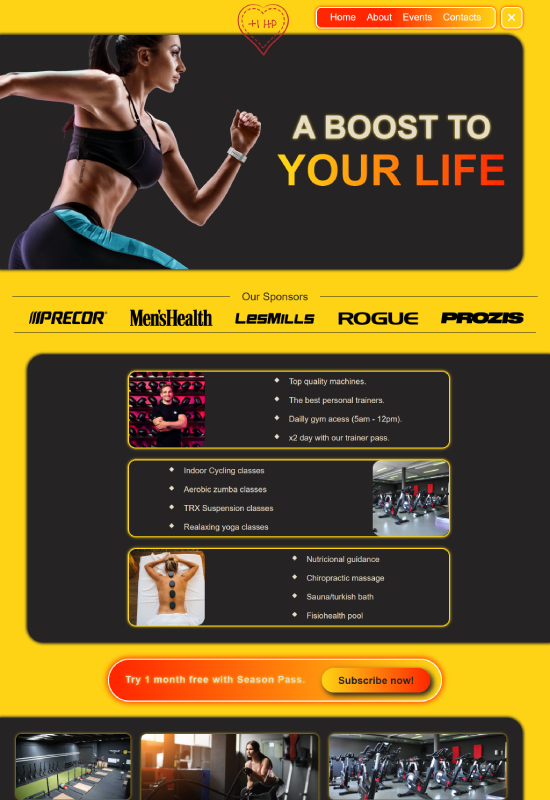 +1 HP
Home About Events Contacts ✕
A BOOST TO
YOUR LIFE
Our Sponsors
PRECOR Men'sHealth LesMILLS ROGUE PROZIS
Top quality machines.
The best personal trainers.
Dailly gym acess (5am - 12pm).
x2 day with our trainer pass.
Indoor Cycling classes
Aerobic zumba classes
TRX Suspension classes
Realaxing yoga classes
Nutricional guidance
Chiropractic massage
Sauna/turkish bath
Fisiohealth pool
Try 1 month free with Season Pass. Subscribe now!